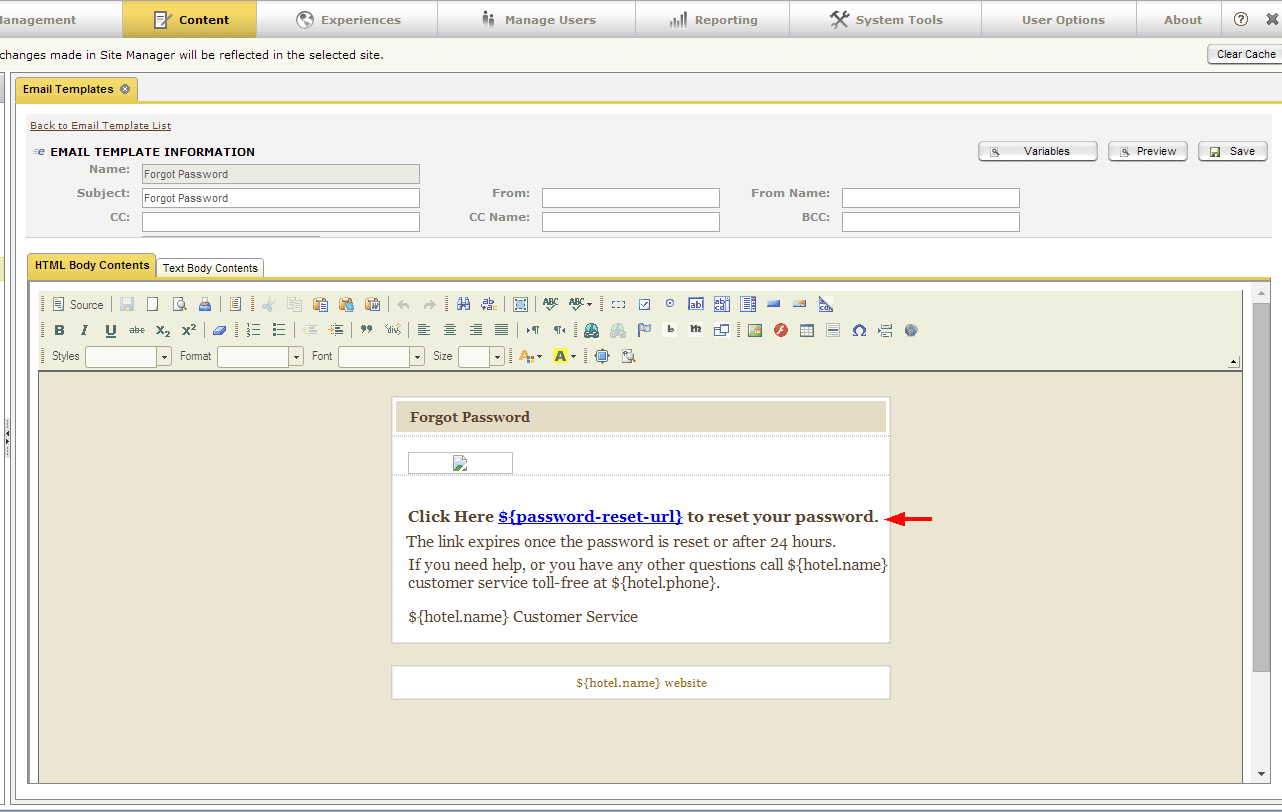 Management Content Experiences Manage Users Reporting System Tools User Options About ?
changes made in Site Manager will be reflected in the selected site. Clear Cache
Email Templates
Back to Email Template List
EMAIL TEMPLATE INFORMATION Variables Preview Save
Name: Forgot Password
Subject: Forgot Password From: From Name:
CC: CC Name: BCC:
HTML Body Contents Text Body Contents
Source
Styles Format Font Size
Forgot Password
Click Here ${password-reset-url} to reset your password.
The link expires once the password is reset or after 24 hours.
If you need help, or you have any other questions call ${hotel.name}
customer service toll-free at ${hotel.phone}.
${hotel.name} Customer Service
${hotel.name} website